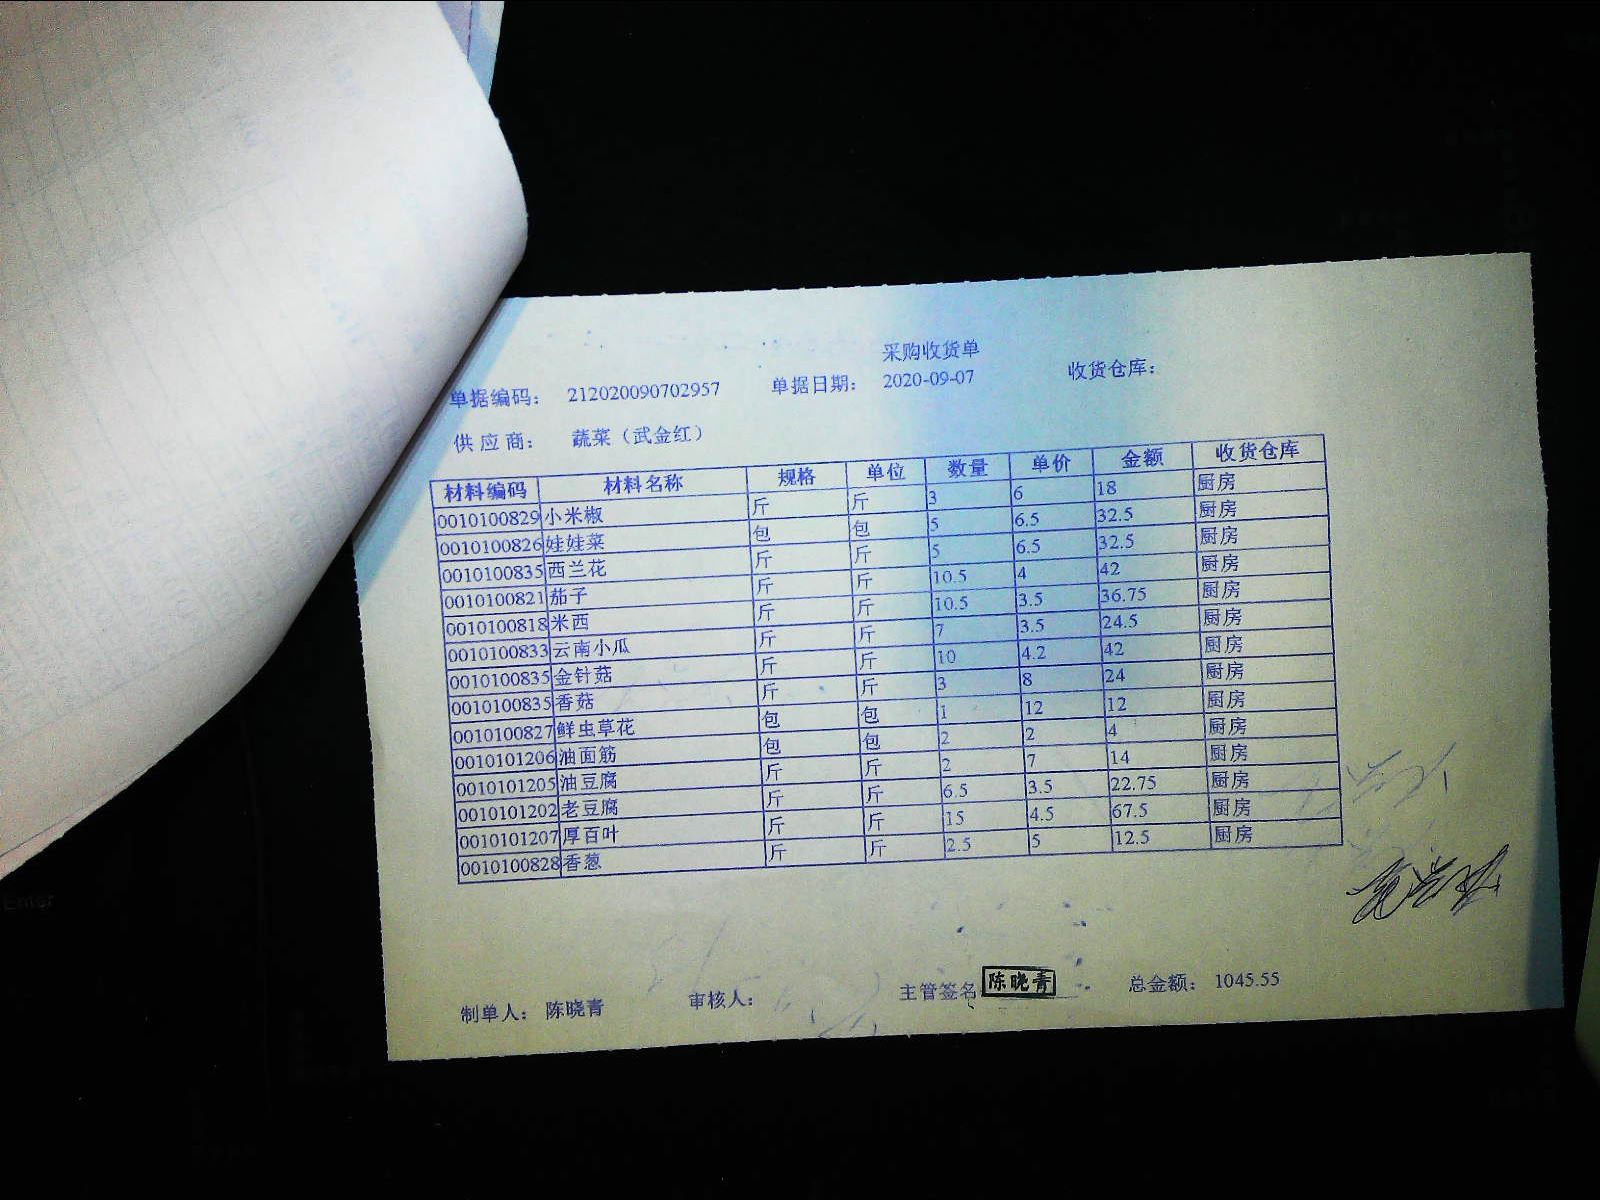 采购收货单
单据编码： 212020090702957 单据日期： 2020-09-07 收货仓库：
供应商： 蔬菜（武金红）
材料编码 材料名称 规格 单位 数量 单价 金额 收货仓库
0010100829 小米椒 斤 斤 3 6 18 厨房
0010100826 娃娃菜 包 包 5 6.5 32.5 厨房
0010100835 西兰花 斤 斤 5 6.5 32.5 厨房
0010100821 茄子 斤 斤 10.5 4 42 厨房
0010100818 米西 斤 斤 10.5 3.5 36.75 厨房
0010100833 云南小瓜 斤 斤 7 3.5 24.5 厨房
0010100835 金针菇 斤 斤 10 4.2 42 厨房
0010100835 香菇 斤 斤 3 8 24 厨房
0010100827 鲜虫草花 包 包 1 12 12 厨房
0010101206 油面筋 包 包 2 2 4 厨房
0010101205 油豆腐 斤 斤 2 7 14 厨房
0010101202 老豆腐 斤 斤 6.5 3.5 22.75 厨房
0010101207 厚百叶 斤 斤 15 4.5 67.5 厨房
0010100828 香葱 斤 斤 2.5 5 12.5 厨房
制单人： 陈晓青 审核人： 主管签名 陈晓青 总金额： 1045.55
Enter